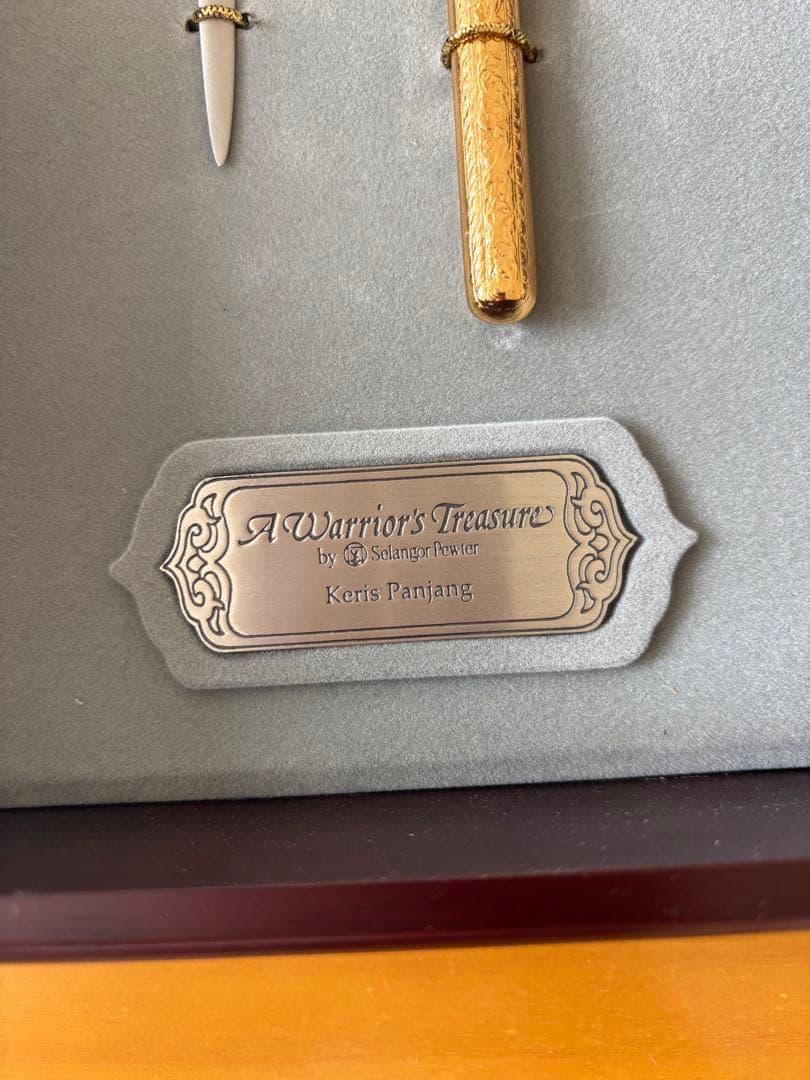 A Warrior's Treasure
by Selangor Pewter
Keris Panjang